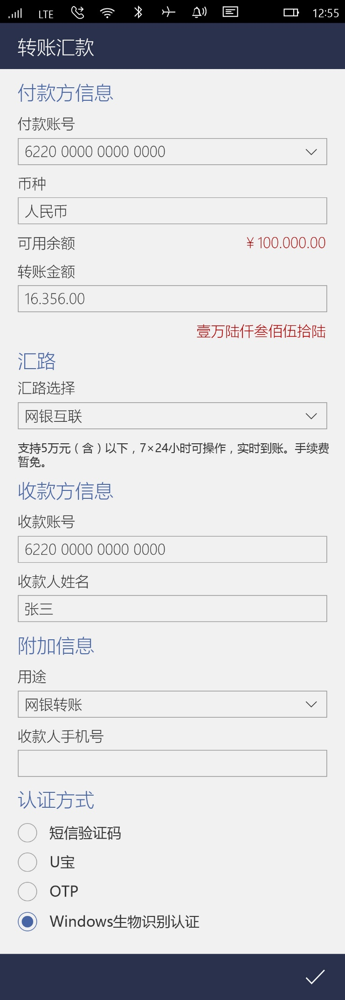 LTE 12:55
转账汇款
付款方信息
付款账号
6220 0000 0000 0000
币种
人民币
可用余额 ¥100.000.00
转账金额
16.356.00
壹万陆仟叁佰伍拾陆
汇路
汇路选择
网银互联
支持5万元（含）以下，7×24小时可操作，实时到账。手续费
暂免。
收款方信息
收款账号
6220 0000 0000 0000
收款人姓名
张三
附加信息
用途
网银转账
收款人手机号
认证方式
短信验证码
U宝
OTP
Windows生物识别认证